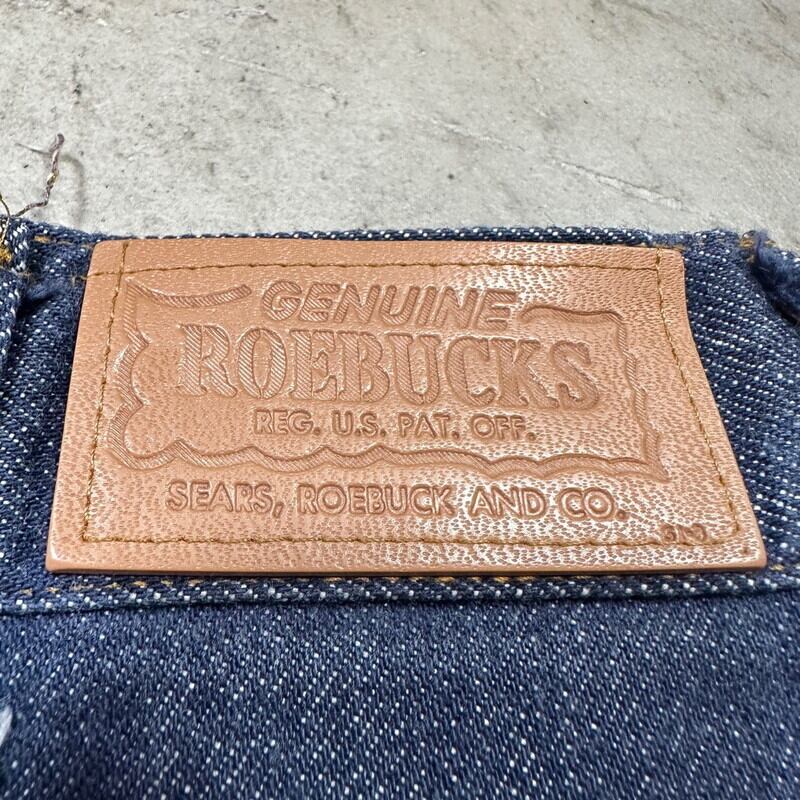 GENUINE
ROEBUCKS
REG. U.S. PAT. OFF.
SEARS, ROEBUCK AND CO.